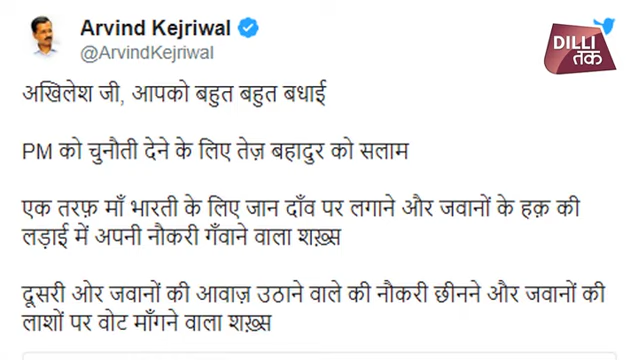 Arvind Kejriwal
@ArvindKejriwal
DILLI
तक
अखिलेश जी, आपको बहुत बहुत बधाई
PM को चुनौती देने के लिए तेज़ बहादुर को सलाम
एक तरफ़ माँ भारती के लिए जान दाँव पर लगाने और जवानों के हक़ की
लड़ाई में अपनी नौकरी गँवाने वाला शख़्स
दूसरी ओर जवानों की आवाज़ उठाने वाले की नौकरी छीनने और जवानों की
लाशों पर वोट माँगने वाला शख़्स